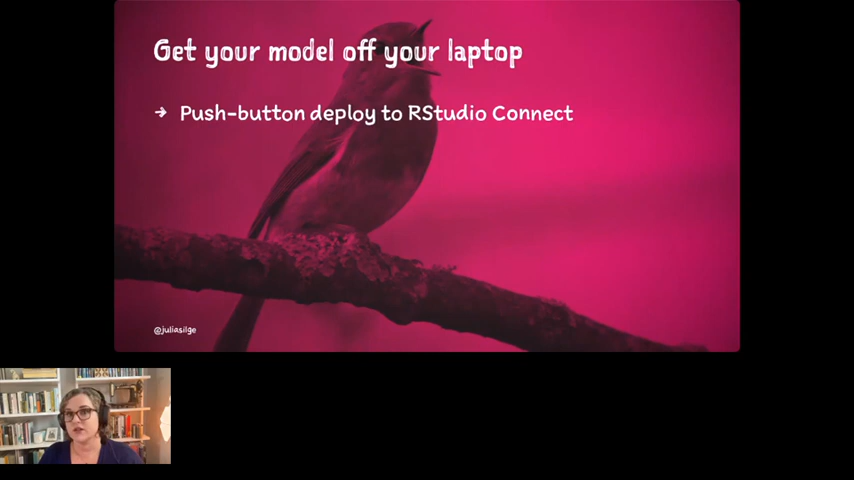 Get your model off your laptop
→ Push-button deploy to RStudio Connect
@juliasilge